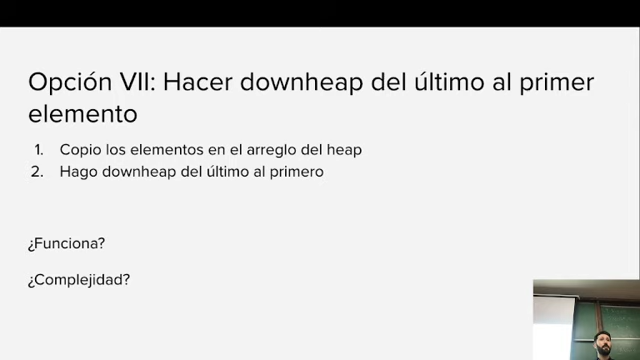 Opción VII: Hacer downheap del último al primer
elemento
1. Copio los elementos en el arreglo del heap
2. Hago downheap del último al primero
¿Funciona?
¿Complejidad?